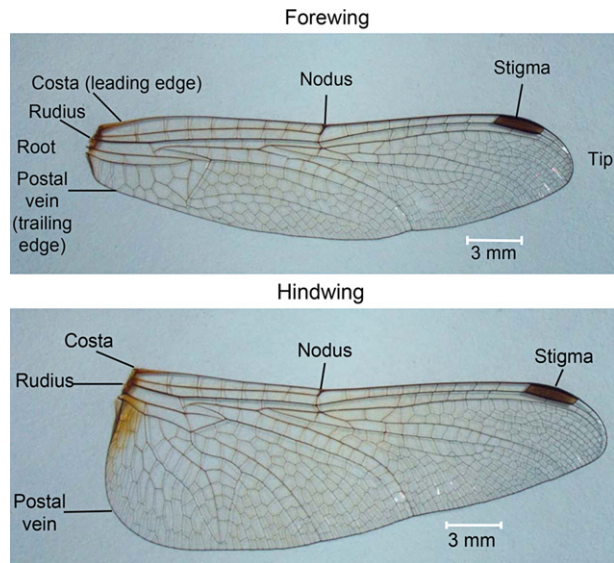 Forewing
Costa (leading edge)
Nodus
Stigma
Rudius
Root
Tip
Postal
vein
(trailing
edge)
3 mm
Hindwing
Costa
Nodus
Stigma
Rudius
Postal
vein
3 mm